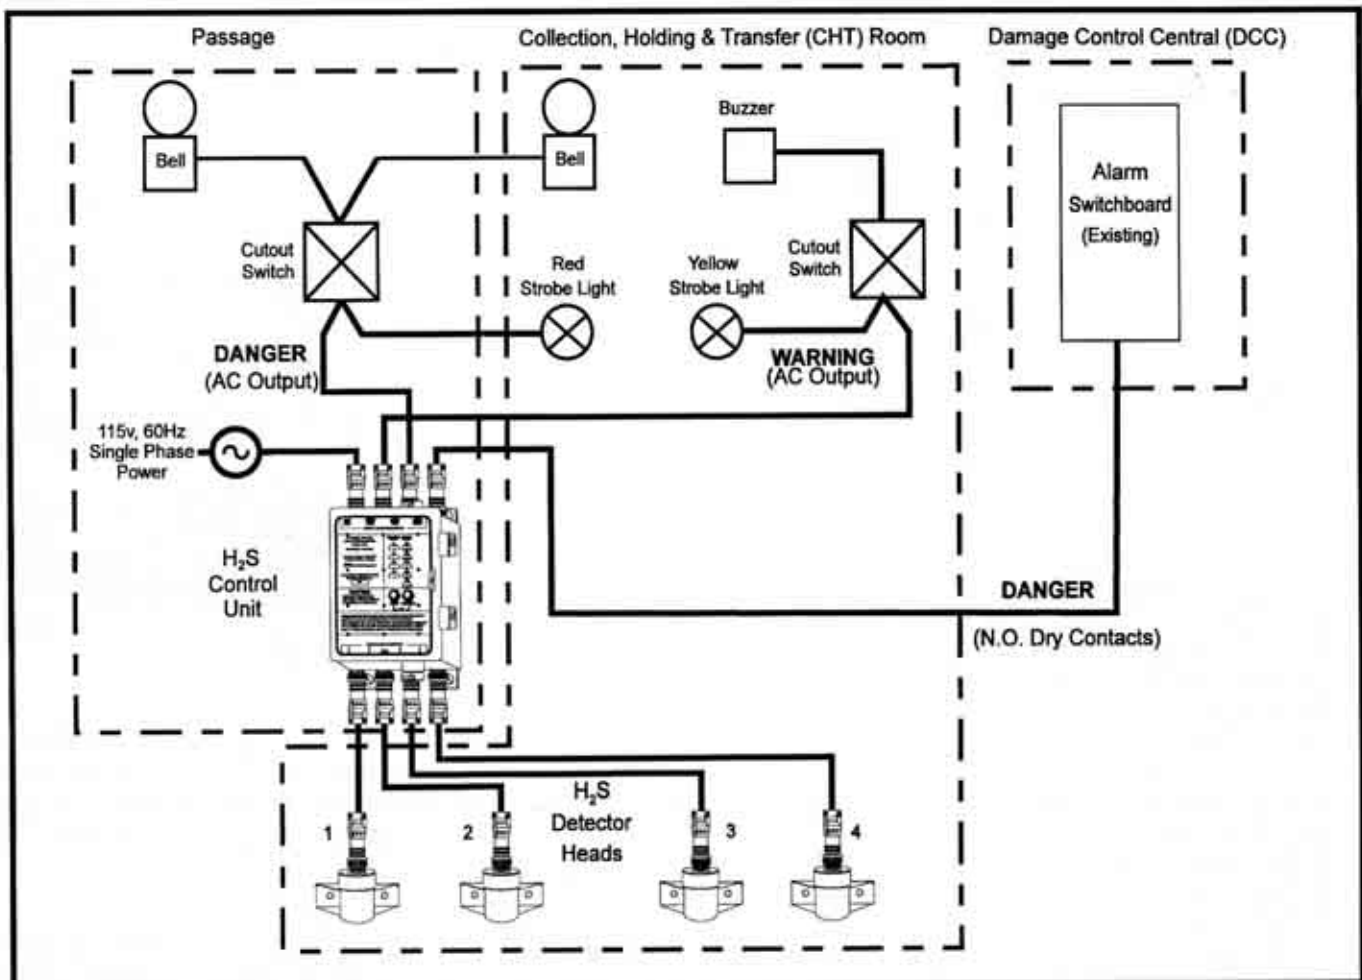 Passage
Collection, Holding & Transfer (CHT) Room
Damage Control Central (DCC)
Bell
Bell
Buzzer
Alarm
Switchboard
(Existing)
Cutout
Switch
Red
Strobe Light
Yellow
Strobe Light
Cutout
Switch
DANGER
(AC Output)
WARNING
(AC Output)
115v, 60Hz
Single Phase
Power
H₂S
Control
Unit
DANGER
(N.O. Dry Contacts)
H₂S
Detector
Heads
1
2
3
4